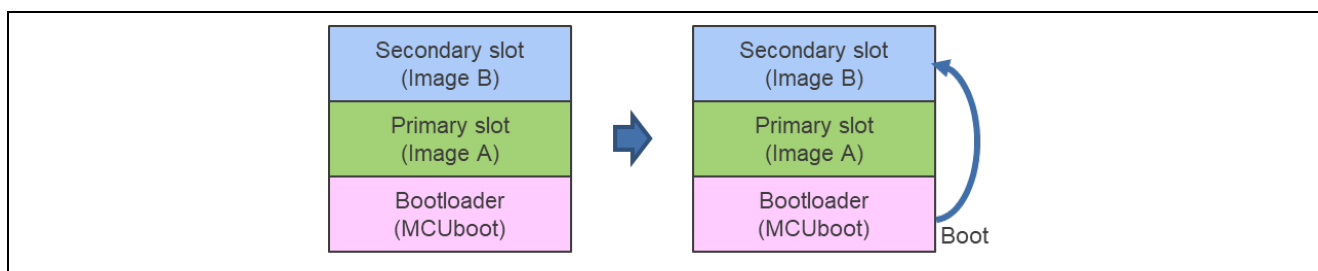 Secondary slot
(Image B)
Primary slot
(Image A)
Bootloader
(MCUboot)
Secondary slot
(Image B)
Primary slot
(Image A)
Bootloader
(MCUboot)
Boot